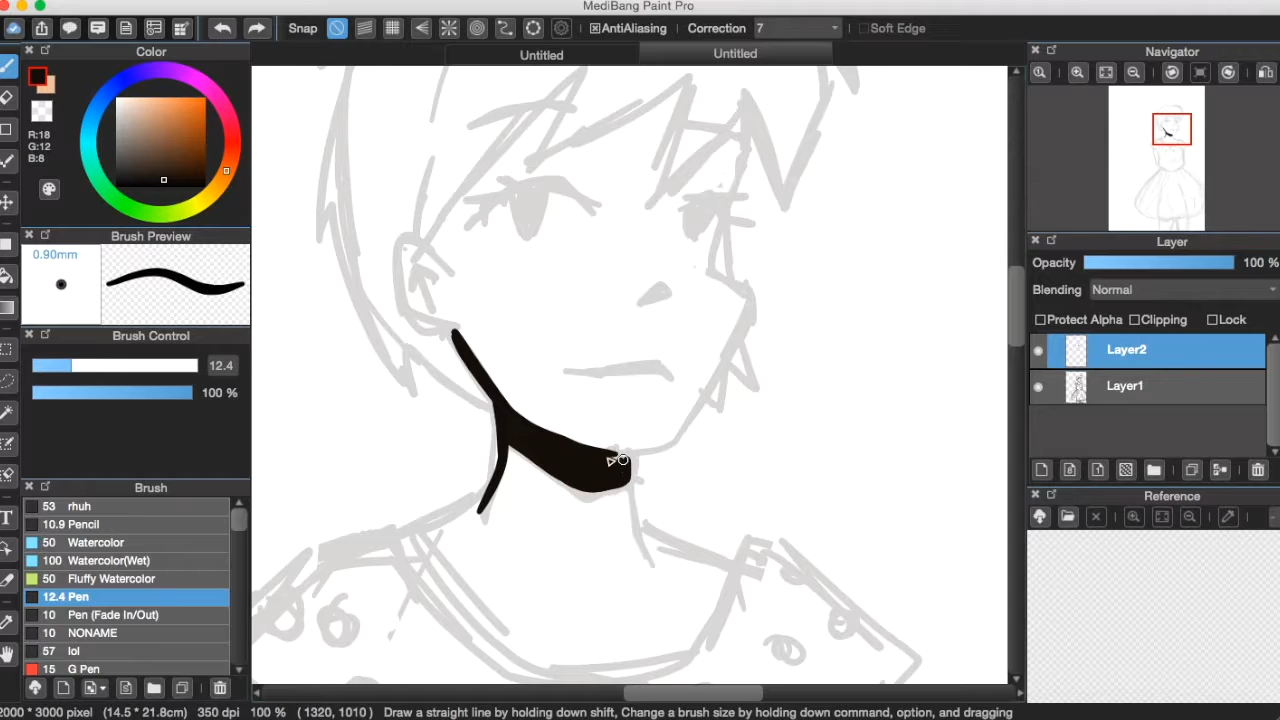 MediBang Paint Pro
Snap
AntiAliasing
Correction 7
Soft Edge
Untitled
Untitled
Color
R:18
G:12
B:8
Brush Preview
0.90mm
Brush Control
12.4
100 %
Brush
53 rhuh
10.9 Pencil
50 Watercolor
100 Watercolor(Wet)
50 Fluffy Watercolor
12.4 Pen
10 Pen (Fade In/Out)
10 NONAME
57 lol
15 G Pen
Navigator
Layer
Opacity 100 %
Blending Normal
Protect Alpha Clipping Lock
Layer2
Layer1
Reference
2000 * 3000 pixel (14.5 * 21.8cm) 350 dpi 100 % ( 1320, 1010 ) Draw a straight line by holding down shift, Change a brush size by holding down command, option, and dragging